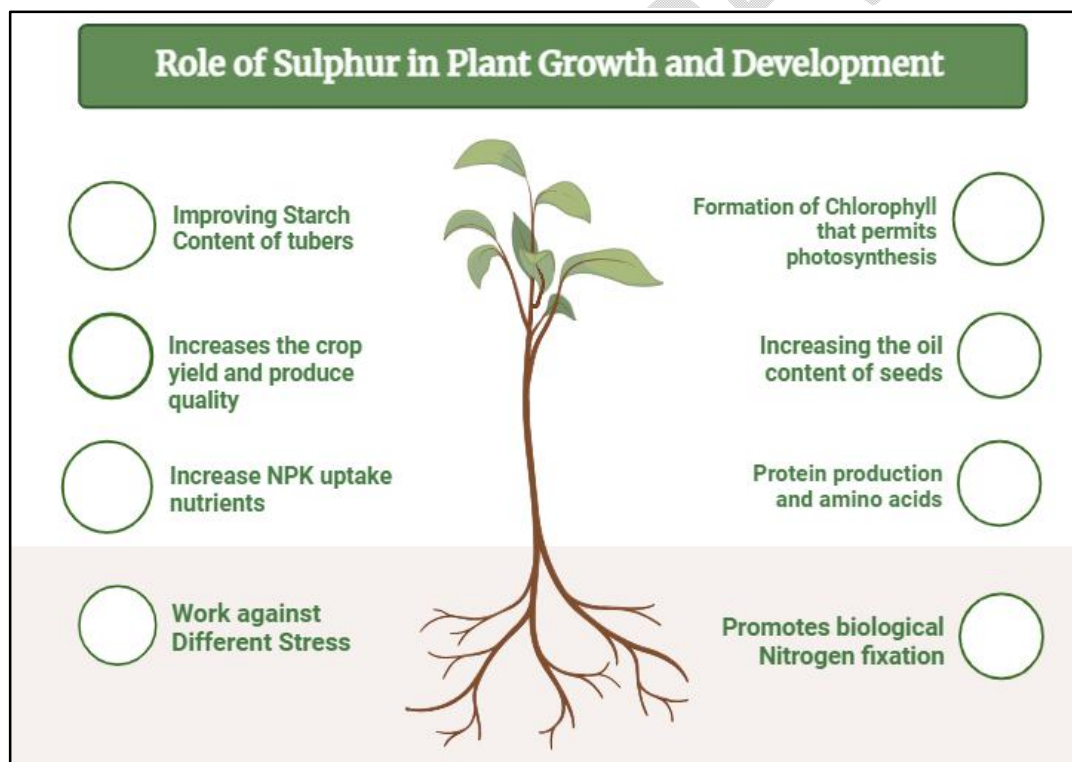 Role of Sulphur in Plant Growth and Development
Improving Starch
Content of tubers
Increases the crop
yield and produce
quality
Increase NPK uptake
nutrients
Work against
Different Stress
Formation of Chlorophyll
that permits
photosynthesis
Increasing the oil
content of seeds
Protein production
and amino acids
Promotes biological
Nitrogen fixation